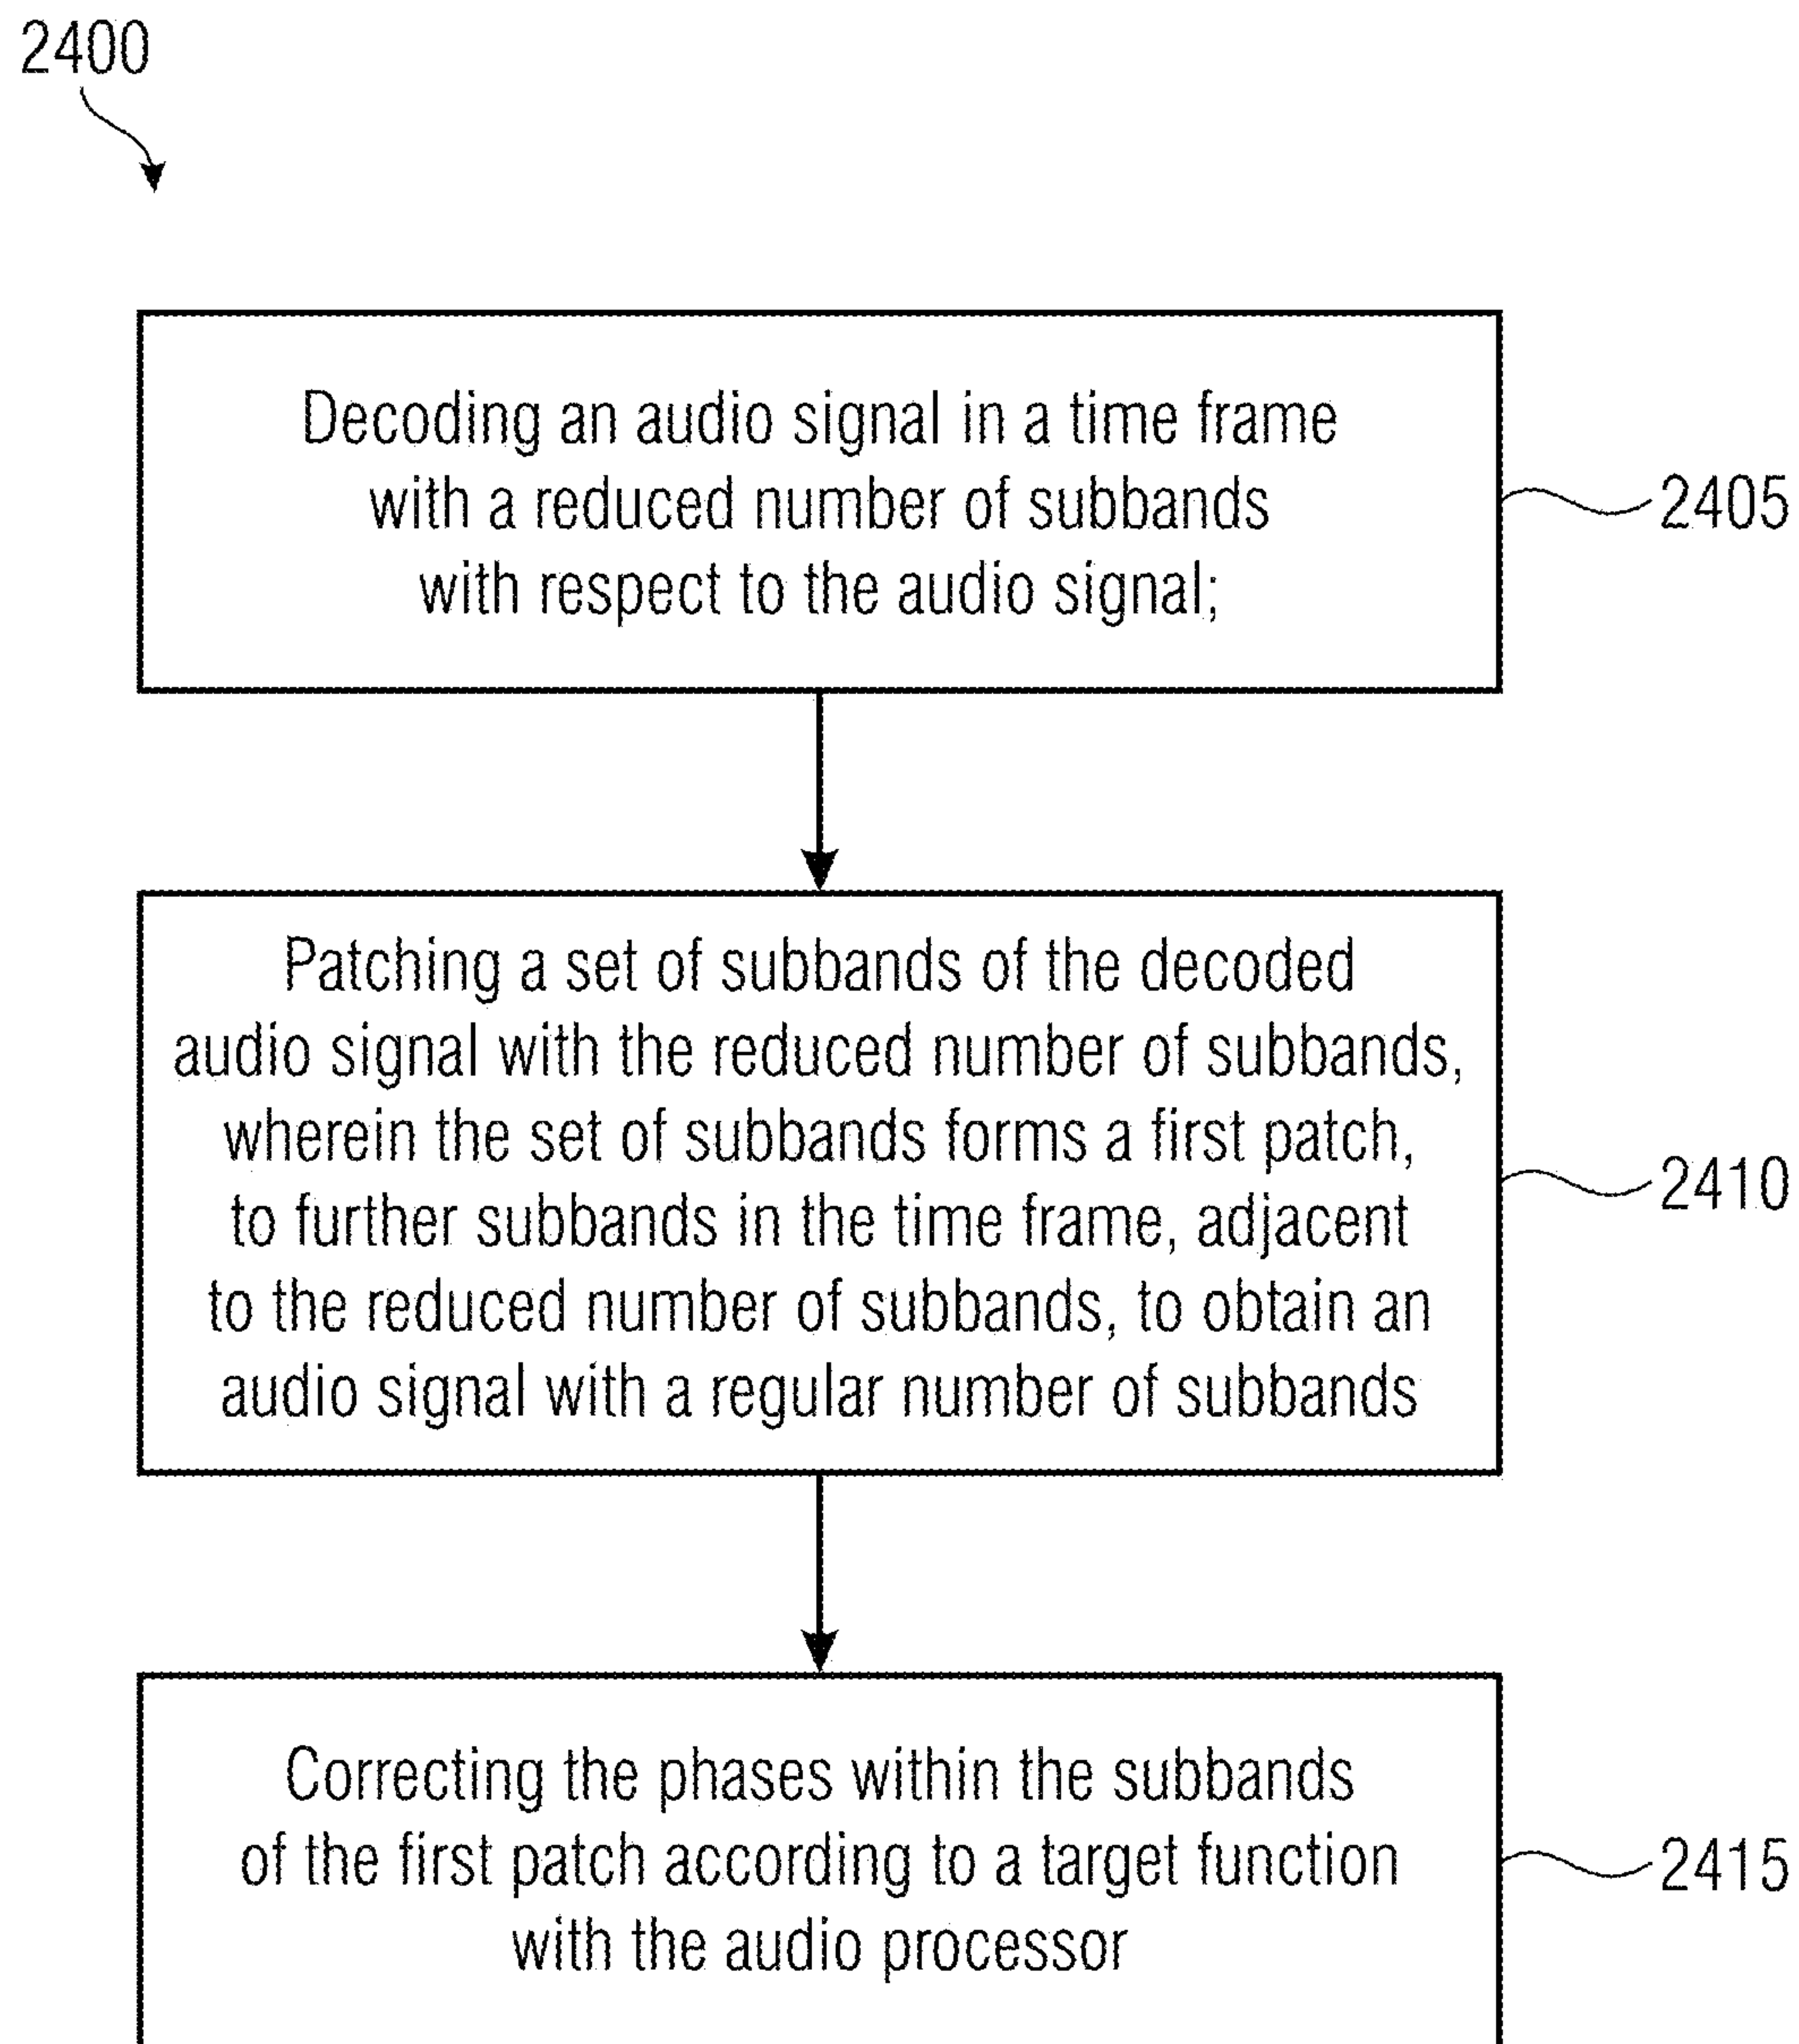 2400
Decoding an audio signal in a time frame
with a reduced number of subbands
with respect to the audio signal;
2405
Patching a set of subbands of the decoded
audio signal with the reduced number of subbands,
wherein the set of subbands forms a first patch,
to further subbands in the time frame, adjacent
to the reduced number of subbands, to obtain an
audio signal with a regular number of subbands
2410
Correcting the phases within the subbands
of the first patch according to a target function
with the audio processor
2415